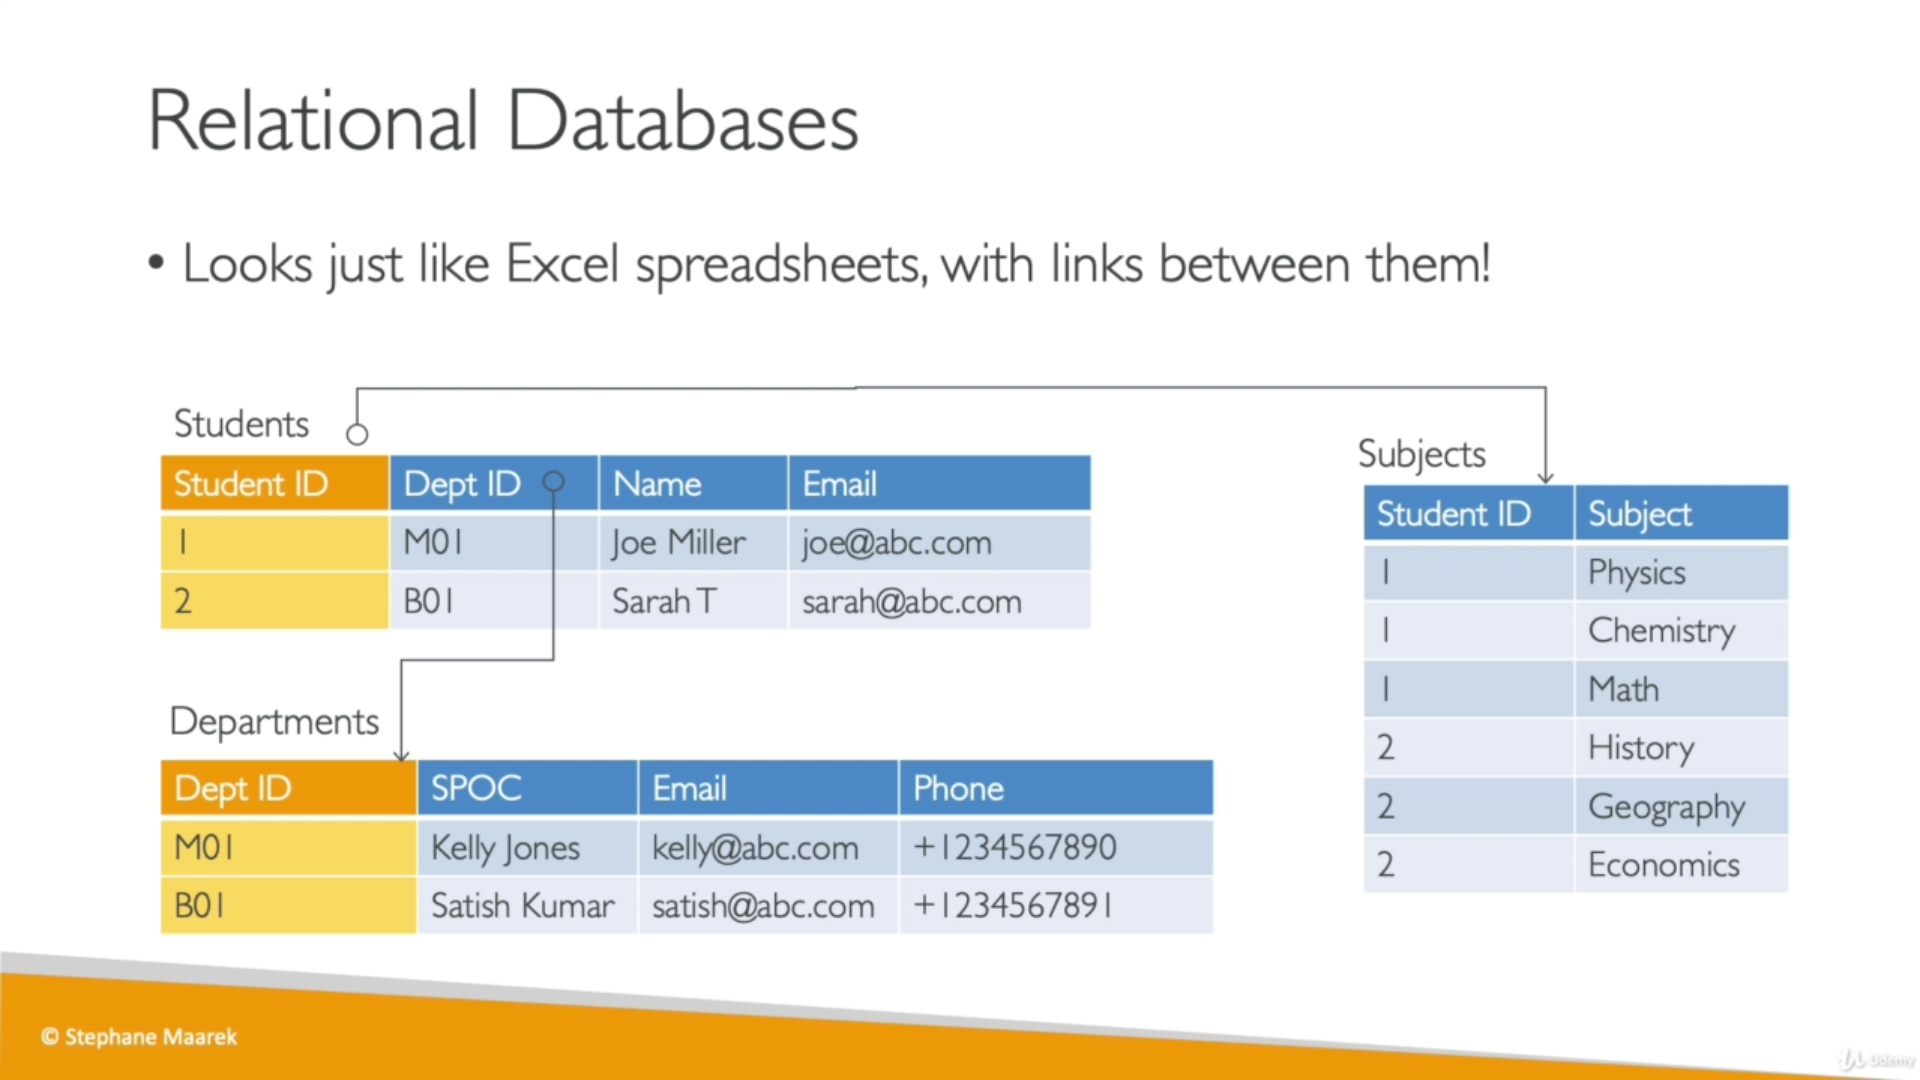 Relational Databases
• Looks just like Excel spreadsheets, with links between them!
Students
Student ID Dept ID Name Email
1 M01 Joe Miller joe@abc.com
2 B01 Sarah T sarah@abc.com
Departments
Dept ID SPOC Email Phone
M01 Kelly Jones kelly@abc.com +1234567890
B01 Satish Kumar satish@abc.com +1234567891
Subjects
Student ID Subject
1 Physics
1 Chemistry
1 Math
2 History
2 Geography
2 Economics
© Stephane Maarek
Udemy